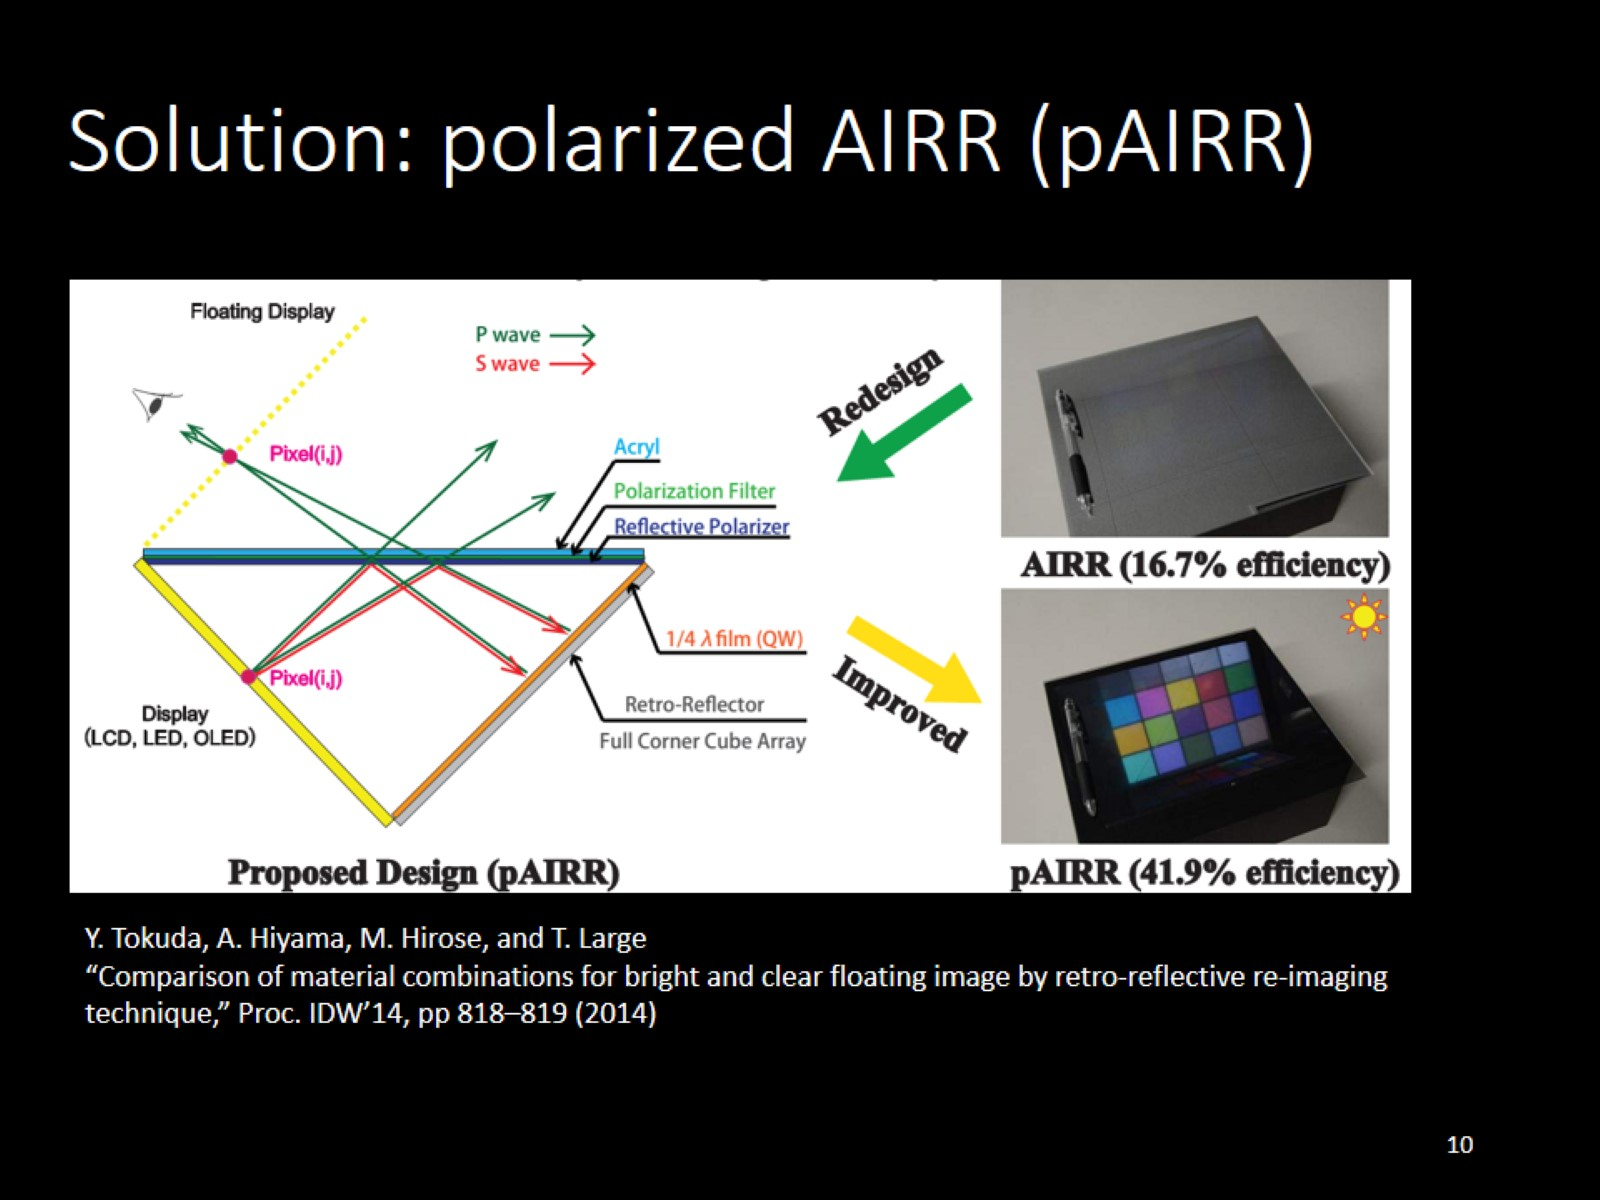 Solution: polarized AIRR (pAIRR)
Floating Display
P wave
S wave
Pixel(i,j)
Acryl
Polarization Filter
Reflective Polarizer
Pixel(i,j)
Display
(LCD, LED, OLED)
1/4 λ film (QW)
Retro-Reflector
Full Corner Cube Array
Proposed Design (pAIRR)
Redesign
Improved
AIRR (16.7% efficiency)
pAIRR (41.9% efficiency)
Y. Tokuda, A. Hiyama, M. Hirose, and T. Large
“Comparison of material combinations for bright and clear floating image by retro-reflective re-imaging
technique,” Proc. IDW’14, pp 818–819 (2014)
10